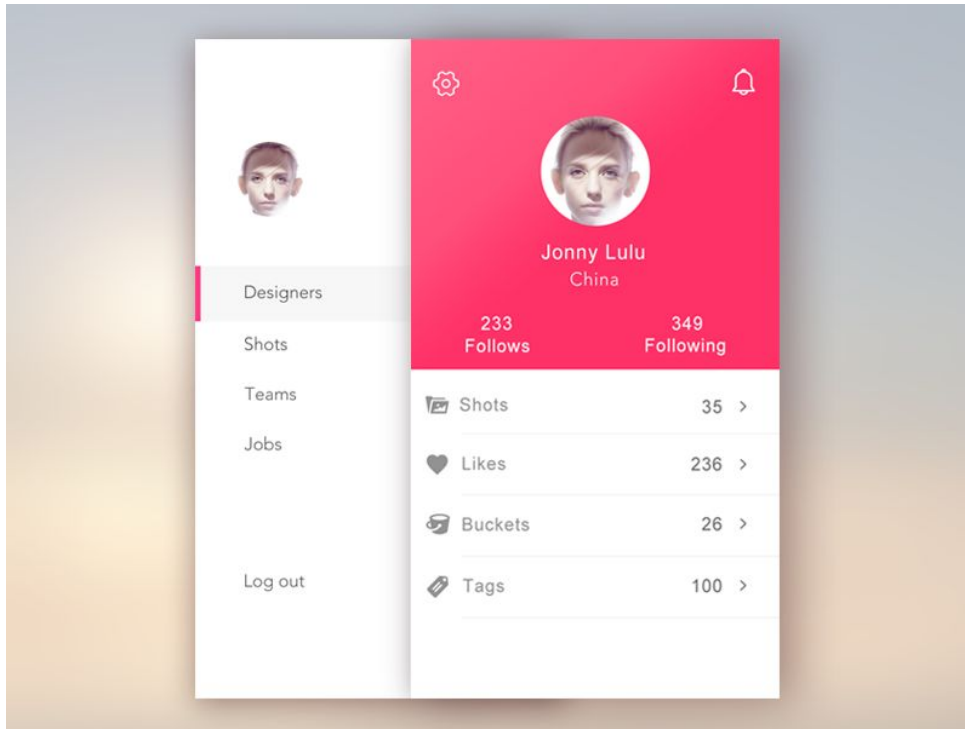 Designers
Shots
Teams
Jobs
Log out
Jonny Lulu
China
233
Follows
349
Following
Shots 35
Likes 236
Buckets 26
Tags 100